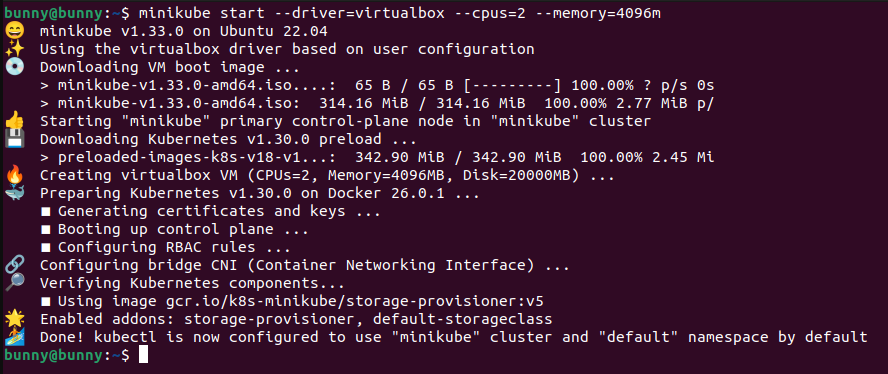 bunny@bunny:~$ minikube start --driver=virtualbox --cpus=2 --memory=4096m
😄 minikube v1.33.0 on Ubuntu 22.04
✨ Using the virtualbox driver based on user configuration
💿 Downloading VM boot image ...
> minikube-v1.33.0-amd64.iso....: 65 B / 65 B [---------] 100.00% ? p/s 0s
> minikube-v1.33.0-amd64.iso: 314.16 MiB / 314.16 MiB 100.00% 2.77 MiB p/
👍 Starting "minikube" primary control-plane node in "minikube" cluster
💾 Downloading Kubernetes v1.30.0 preload ...
> preloaded-images-k8s-v18-v1...: 342.90 MiB / 342.90 MiB 100.00% 2.45 Mi
🔥 Creating virtualbox VM (CPUs=2, Memory=4096MB, Disk=20000MB) ...
🐳 Preparing Kubernetes v1.30.0 on Docker 26.0.1 ...
▪ Generating certificates and keys ...
▪ Booting up control plane ...
▪ Configuring RBAC rules ...
🔗 Configuring bridge CNI (Container Networking Interface) ...
🔎 Verifying Kubernetes components...
▪ Using image gcr.io/k8s-minikube/storage-provisioner:v5
🌟 Enabled addons: storage-provisioner, default-storageclass
🏄 Done! kubectl is now configured to use "minikube" cluster and "default" namespace by default
bunny@bunny:~$